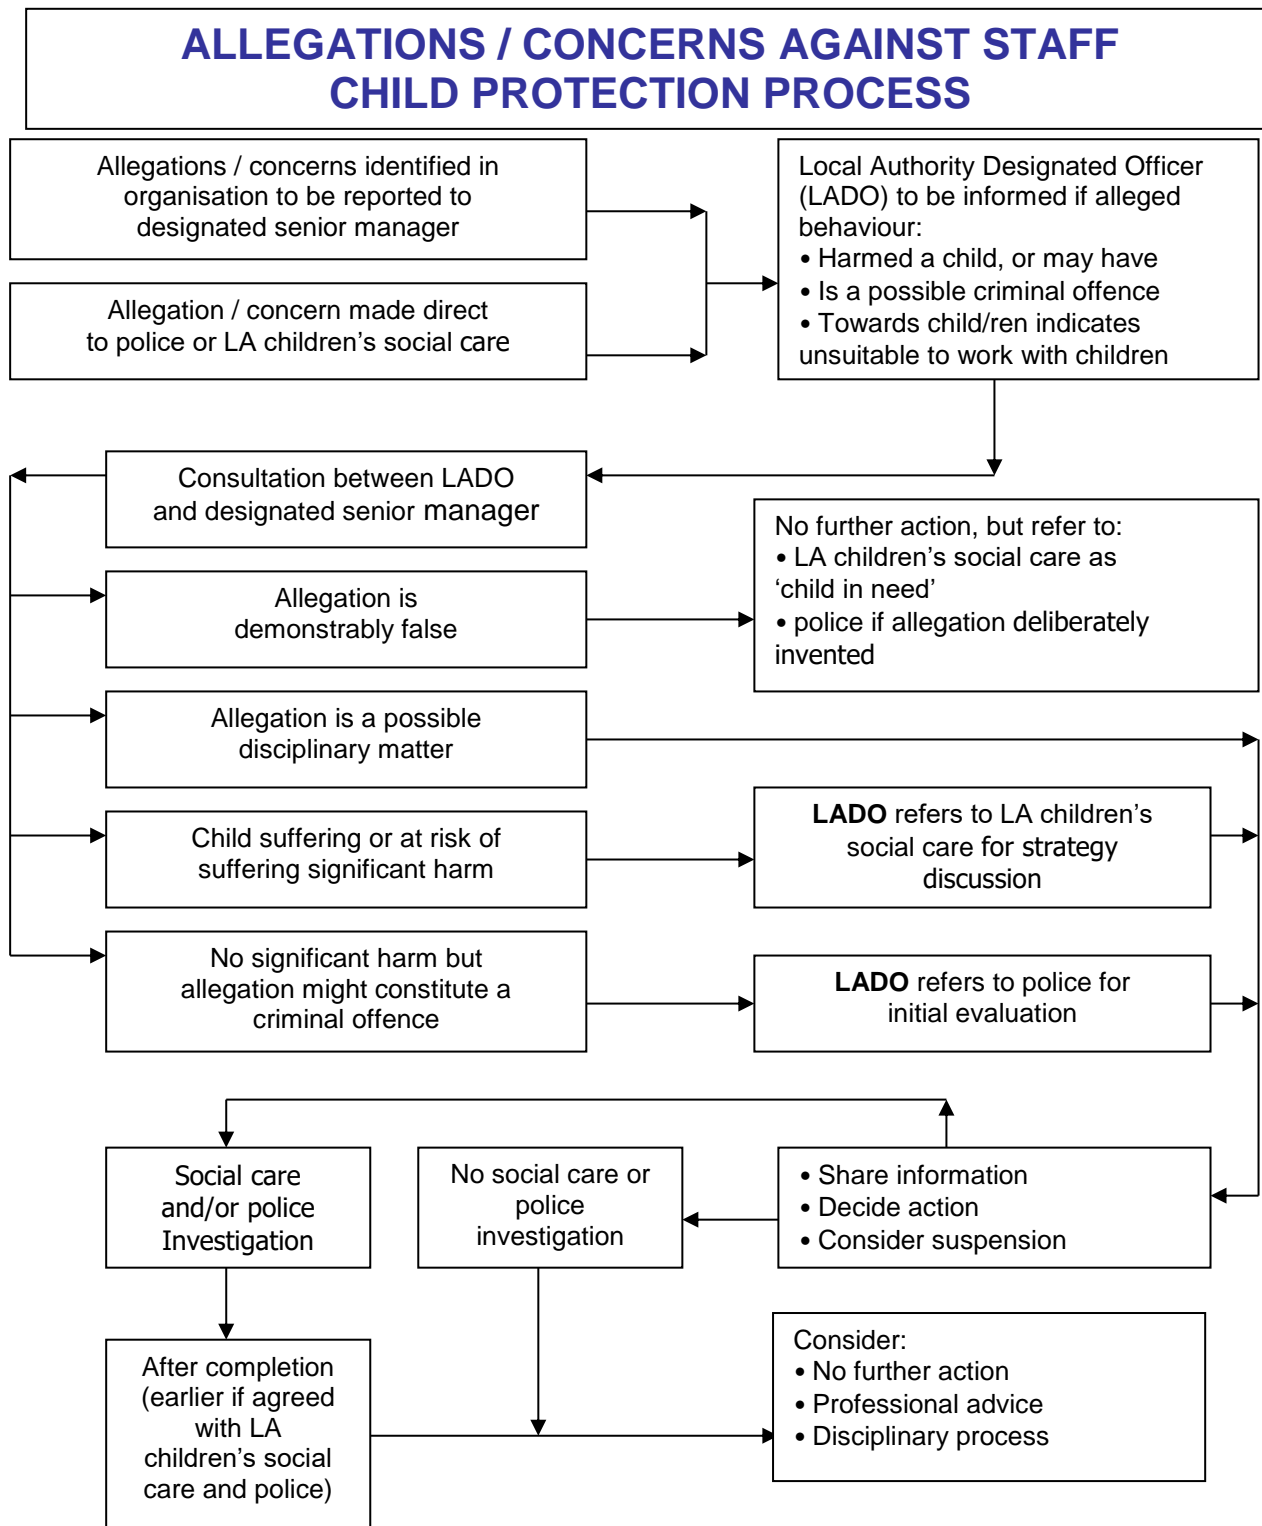 ALLEGATIONS / CONCERNS AGAINST STAFF
CHILD PROTECTION PROCESS
Allegations / concerns identified in
organisation to be reported to
designated senior manager
Allegation / concern made direct
to police or LA children’s social care
Local Authority Designated Officer
(LADO) to be informed if alleged
behaviour:
• Harmed a child, or may have
• Is a possible criminal offence
• Towards child/ren indicates
unsuitable to work with children
Consultation between LADO
and designated senior manager
No further action, but refer to:
• LA children’s social care as
‘child in need’
• police if allegation deliberately
invented
Allegation is
demonstrably false
Allegation is a possible
disciplinary matter
Child suffering or at risk of
suffering significant harm
LADO refers to LA children’s
social care for strategy
discussion
No significant harm but
allegation might constitute a
criminal offence
LADO refers to police for
initial evaluation
Social care
and/or police
Investigation
No social care or
police
investigation
• Share information
• Decide action
• Consider suspension
After completion
(earlier if agreed
with LA
children’s social
care and police)
Consider:
• No further action
• Professional advice
• Disciplinary process